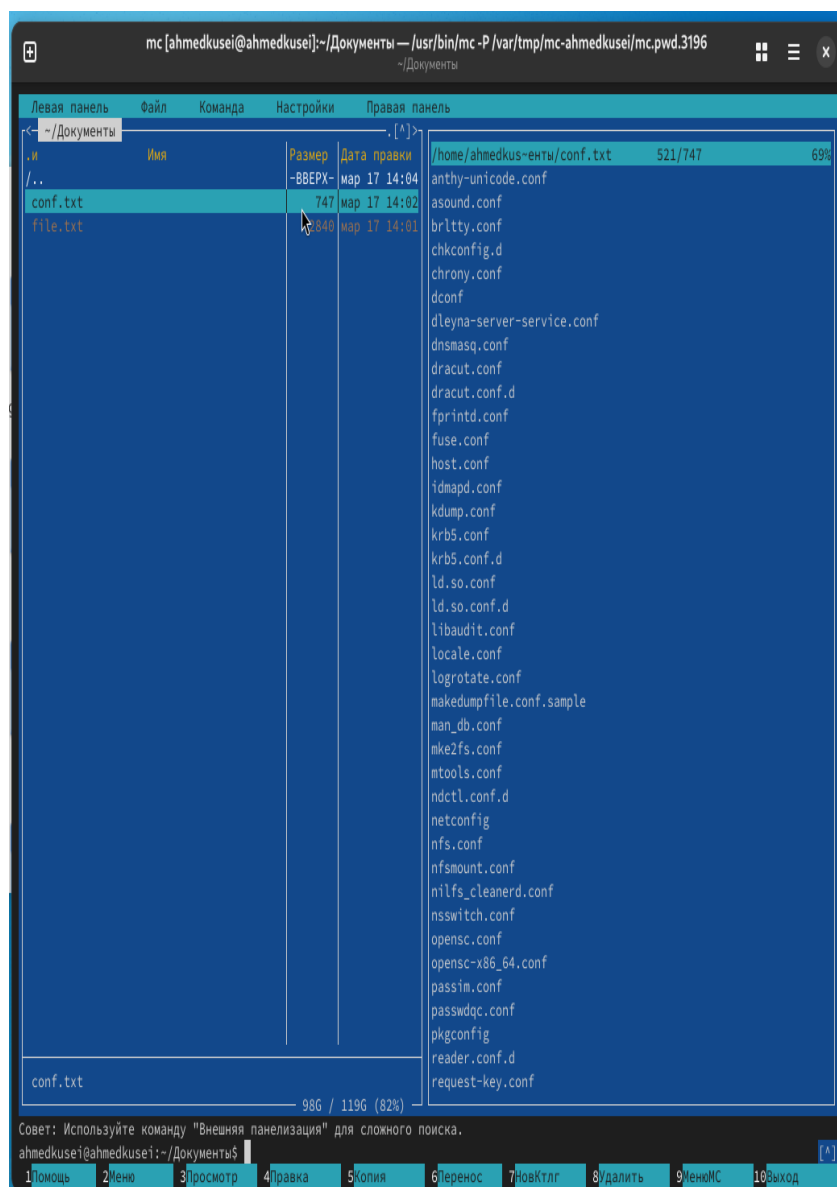 mc [ahmedkusei@ahmedkusei]:~/Документы — /usr/bin/mc -P /var/tmp/mc-ahmedkusei/mc.pwd.3196
~/Документы
Левая панель Файл Команда Настройки Правая панель
<— ~/Документы .[^]>
.и Имя Размер Дата правки
/.. -ВВЕРХ- мар 17 14:04
conf.txt 747 мар 17 14:02
file.txt 2840 мар 17 14:01
conf.txt
98G / 119G (82%)
/home/ahmedkus~енты/conf.txt 521/747 69%
anthy-unicode.conf
asound.conf
brltty.conf
chkconfig.d
chrony.conf
dconf
dleyna-server-service.conf
dnsmasq.conf
dracut.conf
dracut.conf.d
fprintd.conf
fuse.conf
host.conf
idmapd.conf
kdump.conf
krb5.conf
krb5.conf.d
ld.so.conf
ld.so.conf.d
libaudit.conf
locale.conf
logrotate.conf
makedumpfile.conf.sample
man_db.conf
mke2fs.conf
mtools.conf
ndctl.conf.d
netconfig
nfs.conf
nfsmount.conf
nilfs_cleanerd.conf
nsswitch.conf
opensc.conf
opensc-x86_64.conf
passim.conf
passwdqc.conf
pkgconfig
reader.conf.d
request-key.conf
Совет: Используйте команду "Внешняя панелизация" для сложного поиска.
ahmedkusei@ahmedkusei:~/Документы$ [^]
1Помощь 2Меню 3Просмотр 4Правка 5Копия 6Перенос 7НовКтлг 8Удалить 9МенюMC 10Выход